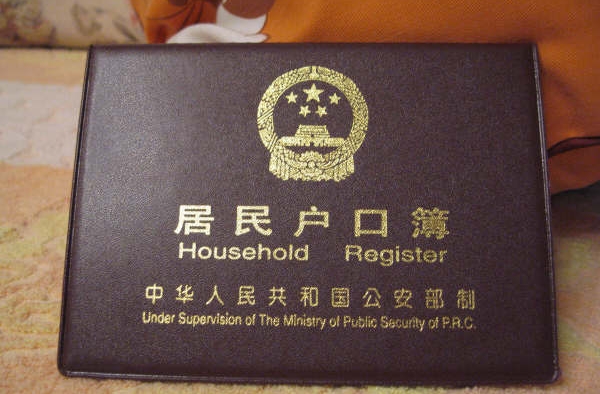 居民户口簿
Household Register
中华人民共和国公安部制
Under Supervision of The Ministry of Public Security of P.R.C.